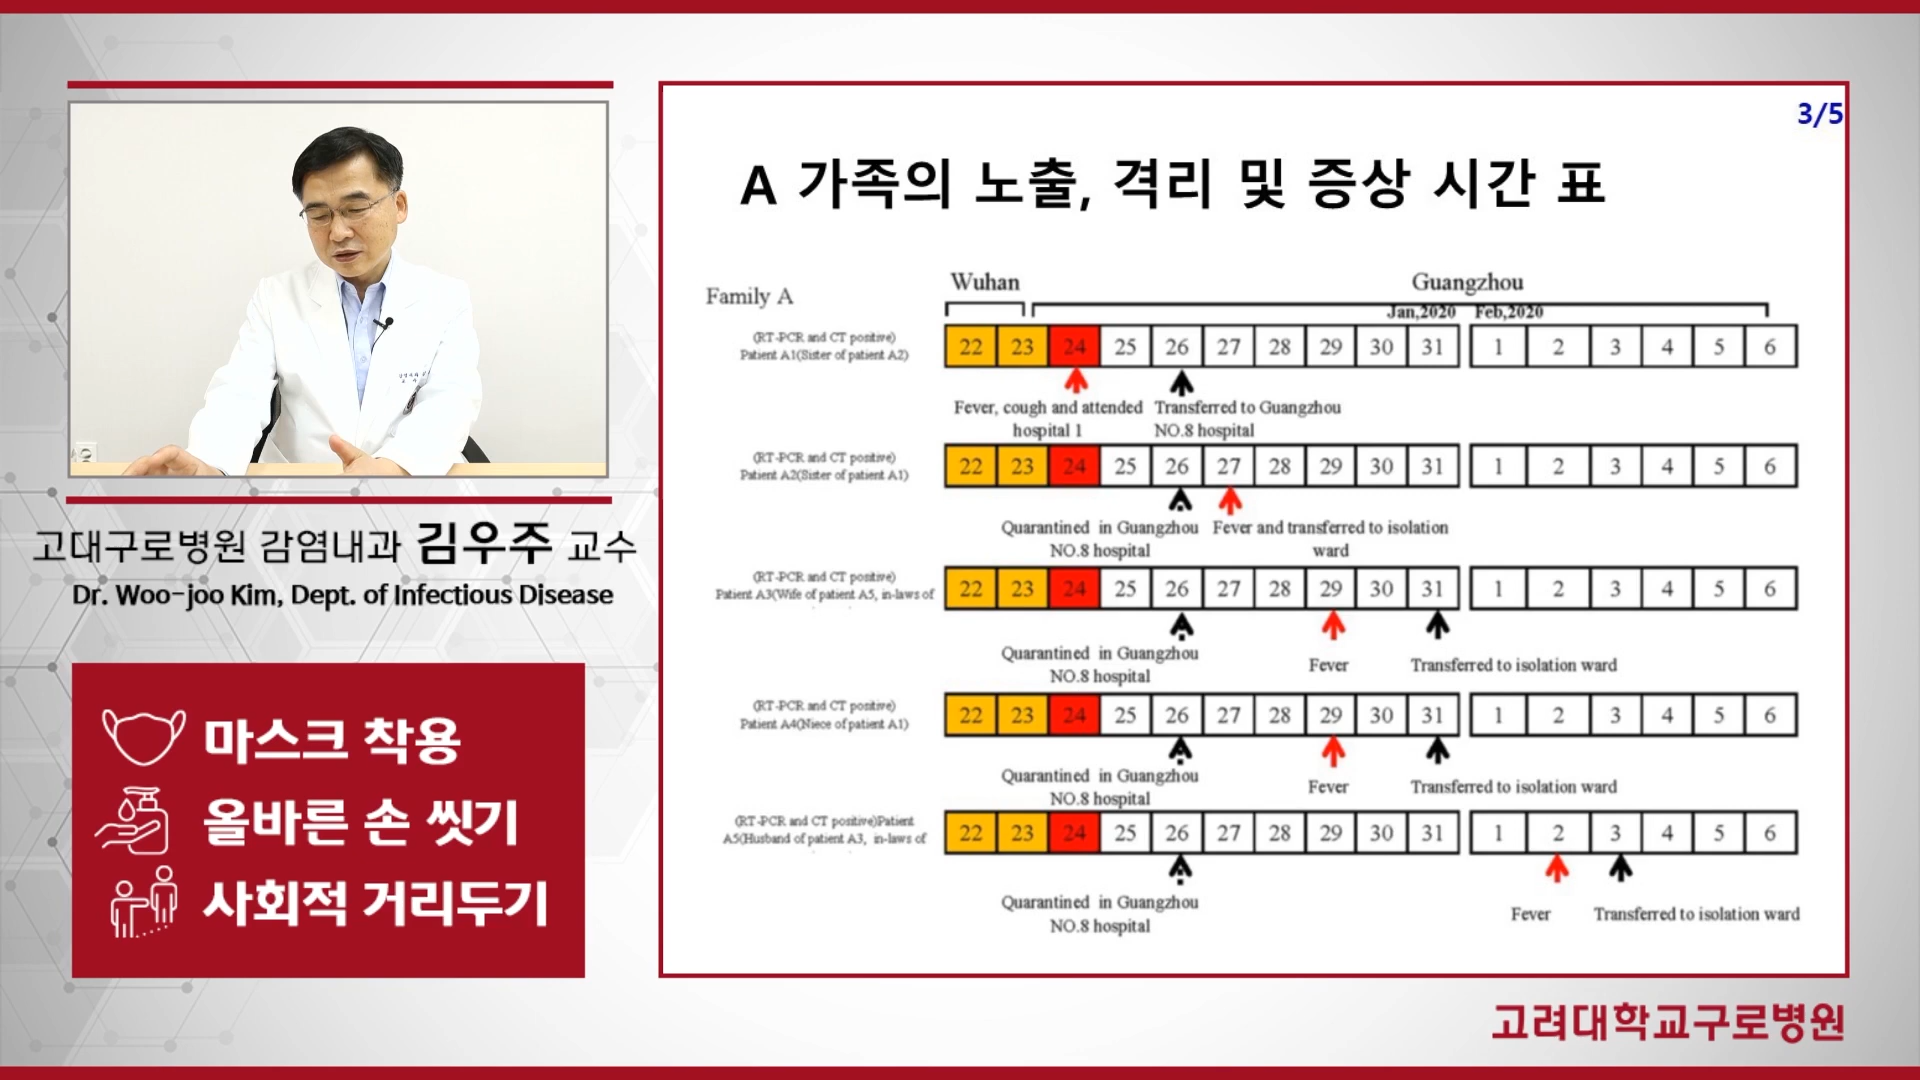 3/5
A 가족의 노출, 격리 및 증상 시간 표
Family A
Wuhan
Guangzhou
Jan,2020 Feb,2020
(RT-PCR and CT positive)
Patient A1(Sister of patient A2)
22 23 24 25 26 27 28 29 30 31 1 2 3 4 5 6
Fever, cough and attended
hospital 1
Transferred to Guangzhou
NO.8 hospital
(RT-PCR and CT positive)
Patient A2(Sister of patient A1)
22 23 24 25 26 27 28 29 30 31 1 2 3 4 5 6
Quarantined in Guangzhou
NO.8 hospital
Fever and transferred to isolation
ward
(RT-PCR and CT positive)
Patient A3(Wife of patient A5, in-laws of
22 23 24 25 26 27 28 29 30 31 1 2 3 4 5 6
Quarantined in Guangzhou
NO.8 hospital
Fever
Transferred to isolation ward
(RT-PCR and CT positive)
Patient A4(Niece of patient A1)
22 23 24 25 26 27 28 29 30 31 1 2 3 4 5 6
Quarantined in Guangzhou
NO.8 hospital
Fever
Transferred to isolation ward
(RT-PCR and CT positive)Patient
A5(Husband of patient A3, in-laws of
22 23 24 25 26 27 28 29 30 31 1 2 3 4 5 6
Quarantined in Guangzhou
NO.8 hospital
Fever
Transferred to isolation ward
고대구로병원 감염내과 김우주 교수
Dr. Woo-joo Kim, Dept. of Infectious Disease
마스크 착용
올바른 손 씻기
사회적 거리두기
고려대학교구로병원